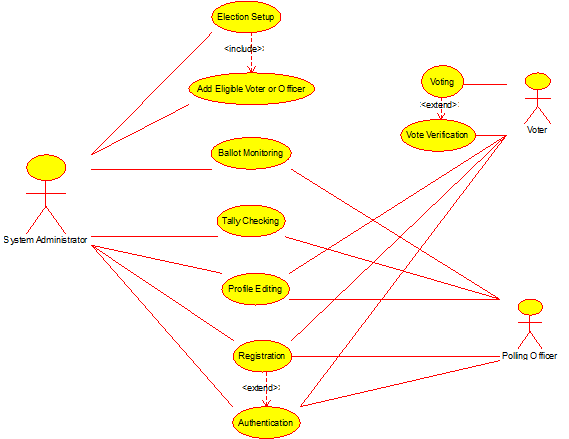 Election Setup
<include>:
Add Eligible Voter or Officer
Voting
<extend>:
Voter
Vote Verification
Ballot Monitoring
System Administrator
Tally Checking
Profile Editing
Polling Officer
Registration
<extend>:
Authentication